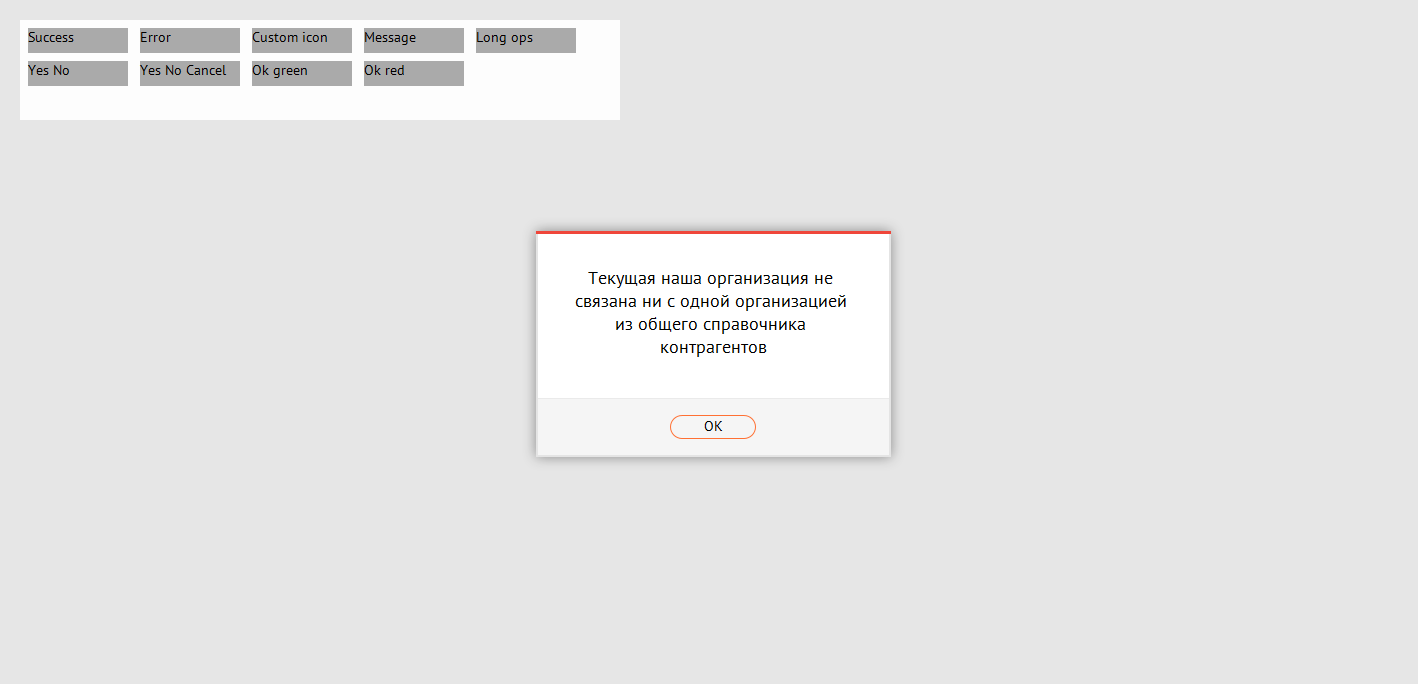 Success
Error
Custom icon
Message
Long ops
Yes No
Yes No Cancel
Ok green
Ok red
Текущая наша организация не
связана ни с одной организацией
из общего справочника
контрагентов
ОК